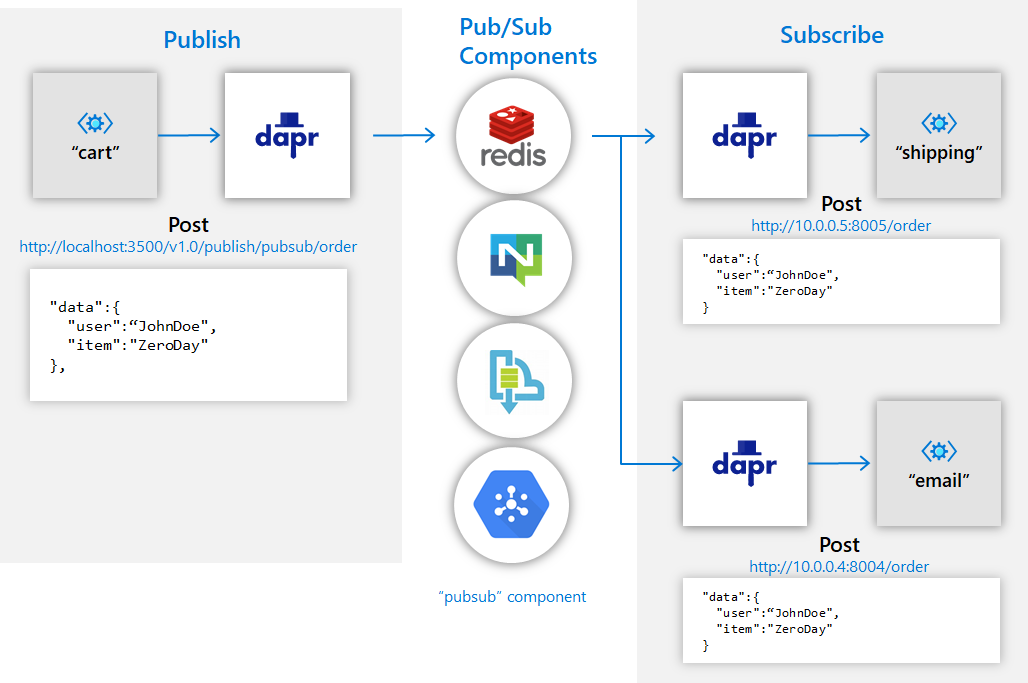 Publish
“cart”
dapr
Post
http://localhost:3500/v1.0/publish/pubsub/order
"data":{
"user":“JohnDoe",
"item":"ZeroDay"
},
Pub/Sub
Components
redis
N
“pubsub” component
Subscribe
dapr
“shipping”
Post
http://10.0.0.5:8005/order
"data":{
"user":“JohnDoe",
"item":"ZeroDay"
}
dapr
“email”
Post
http://10.0.0.4:8004/order
"data":{
"user":“JohnDoe",
"item":"ZeroDay"
}